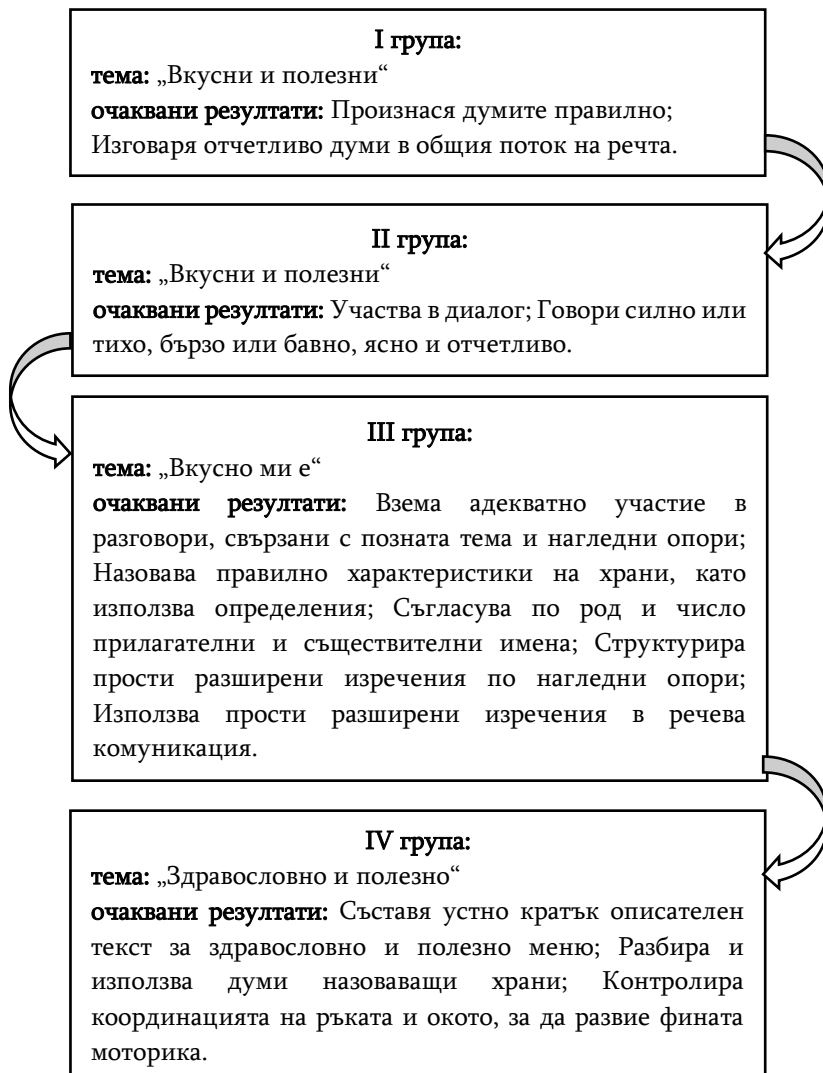 I група:
тема: „Вкусни и полезни“
очаквани резултати: Произнася думите правилно;
Изговаря отчетливо думи в общия поток на речта.
II група:
тема: „Вкусни и полезни“
очаквани резултати: Участва в диалог; Говори силно или
тихо, бързо или бавно, ясно и отчетливо.
III група:
тема: „Вкусно ми е“
очаквани резултати: Взема адекватно участие в
разговори, свързани с позната тема и нагледни опори;
Назовава правилно характеристики на храни, като
използва определения; Съгласува по род и число
прилагателни и съществителни имена; Структурира
прости разширени изречения по нагледни опори;
Използва прости разширени изречения в речева
комуникация.
IV група:
тема: „Здравословно и полезно“
очаквани резултати: Съставя устно кратък описателен
текст за здравословно и полезно меню; Разбира и
използва думи назоваващи храни; Контролира
координацията на ръката и окото, за да развие фината
моторика.